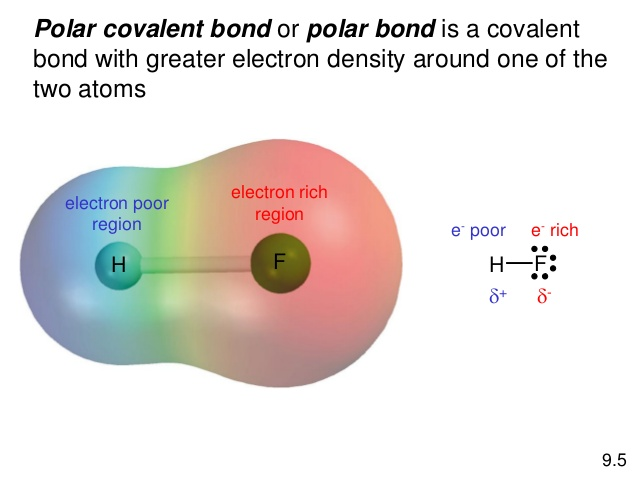 Polar covalent bond or polar bond is a covalent
bond with greater electron density around one of the
two atoms
electron poor
region
electron rich
region
H
F
e- poor e- rich
H F
δ+ δ-
9.5